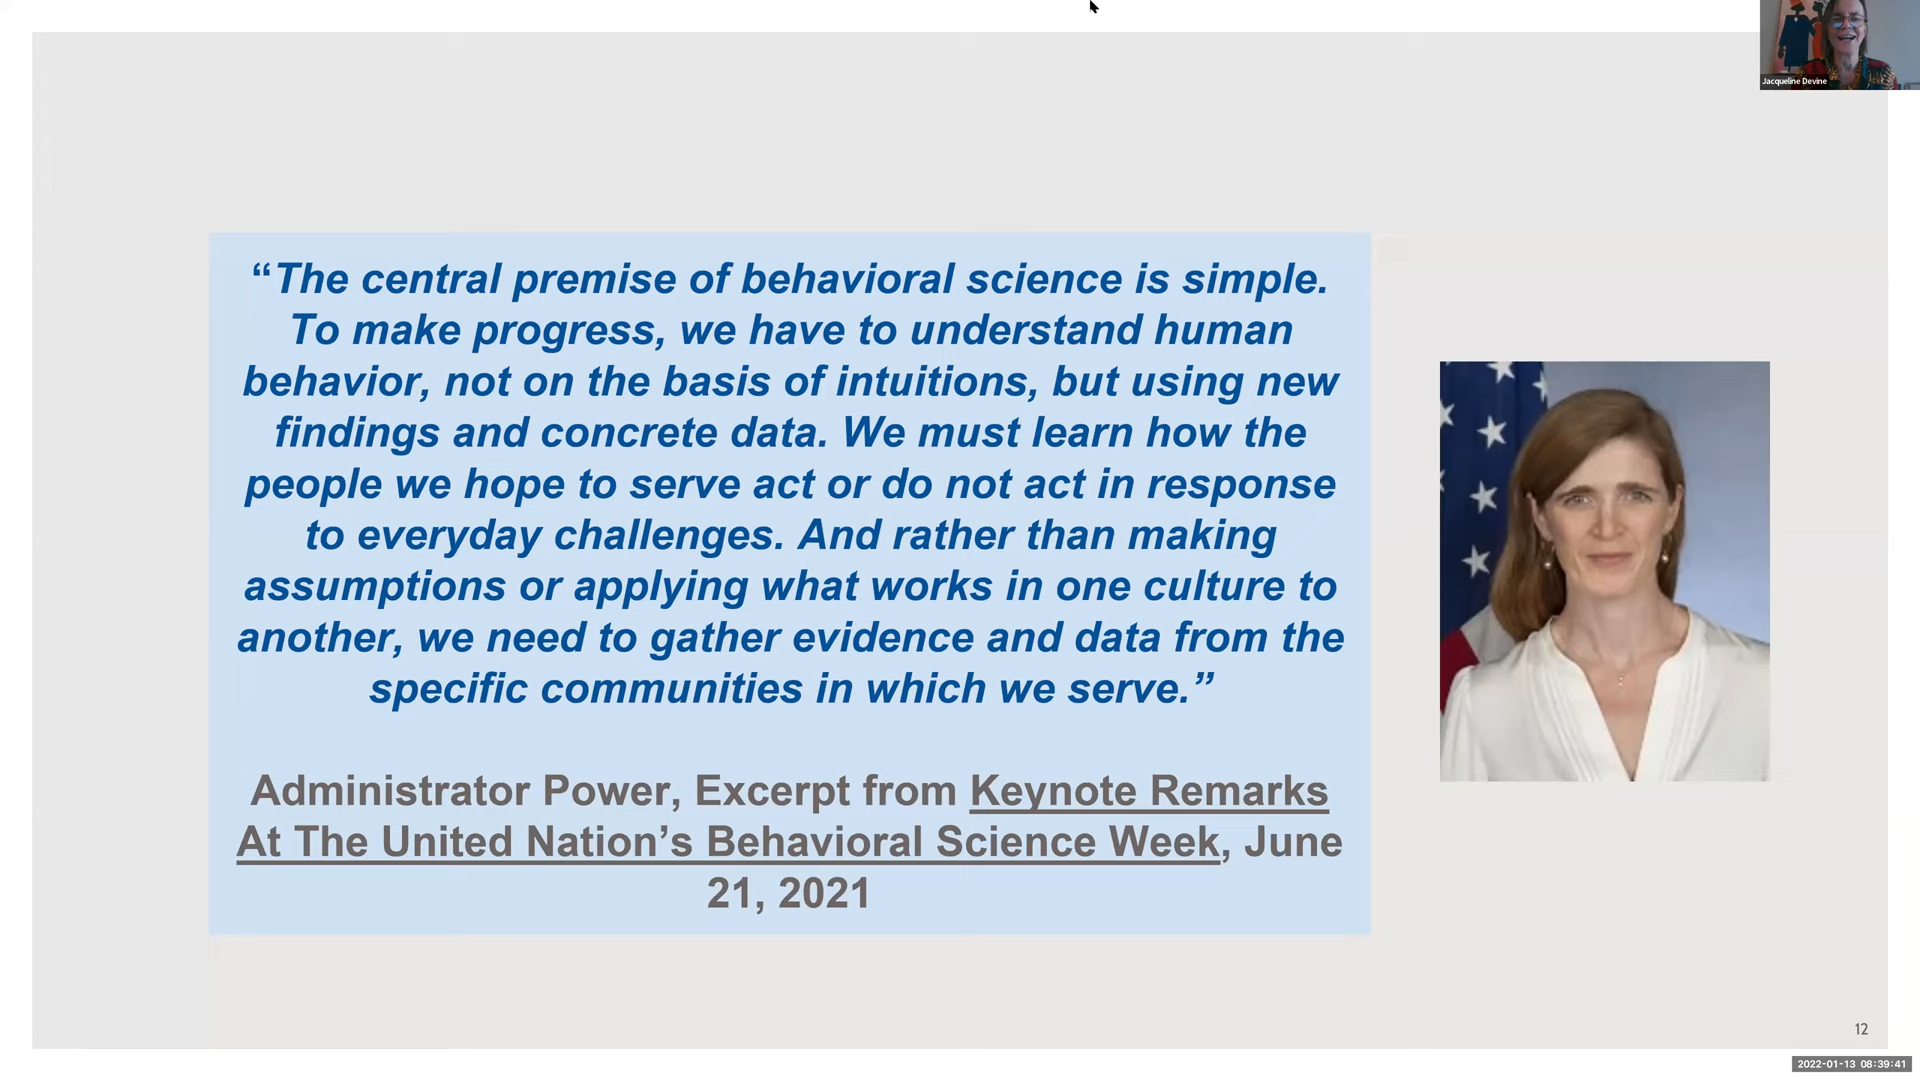 Jacqueline Devine
“The central premise of behavioral science is simple.
To make progress, we have to understand human
behavior, not on the basis of intuitions, but using new
findings and concrete data. We must learn how the
people we hope to serve act or do not act in response
to everyday challenges. And rather than making
assumptions or applying what works in one culture to
another, we need to gather evidence and data from the
specific communities in which we serve.”
Administrator Power, Excerpt from Keynote Remarks
At The United Nation’s Behavioral Science Week, June
21, 2021
12
2022-01-13 08:39:41